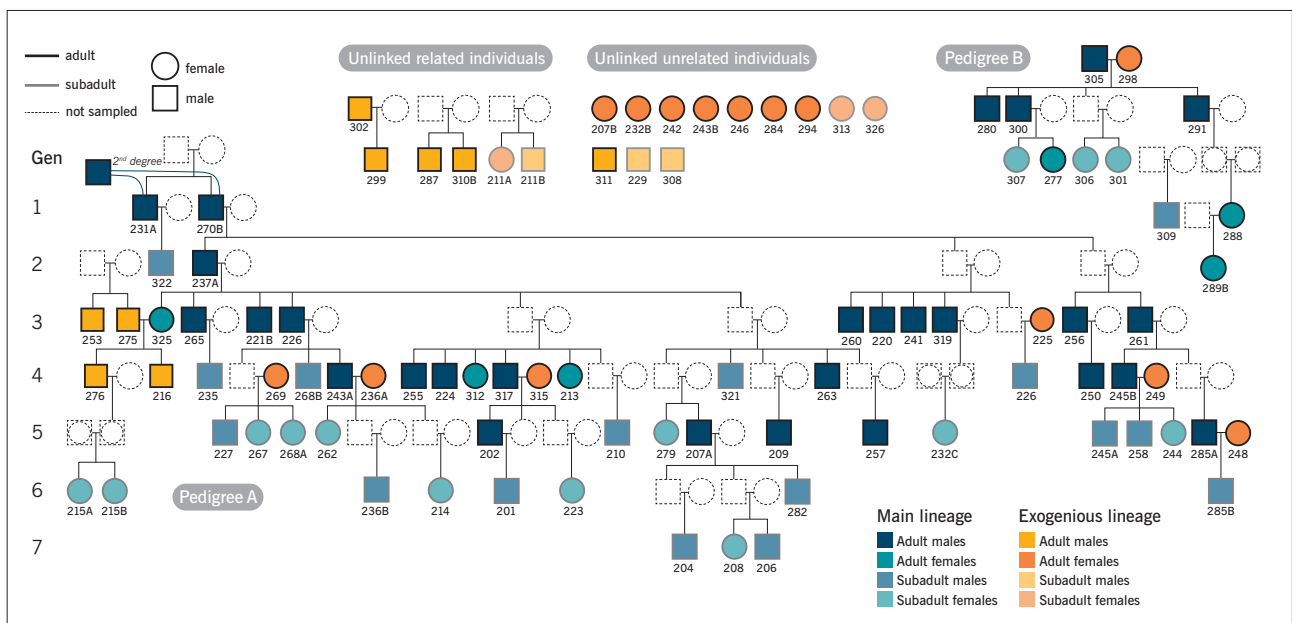 adult
subadult
not sampled
female
male
Unlinked related individuals
Unlinked unrelated individuals
Pedigree B
305 298
302
207B 232B 242 243B 246 284 294 313 326
280 300 291
Gen
2nd degree
299 287 310B 211A 211B
311 229 308
307 277 306 301
1
231A 270B
309 288
2
322 237A
289B
3
253 275 325 265 221B 226 260 220 241 319 225 256 261
4
276 216 235 269 268B 243A 236A 255 224 312 317 315 213 321 263 226 250 245B 249
5
227 267 268A 262 202 210 279 207A 209 257 232C 245A 258 244 285A 248
6
215A 215B
Pedigree A
236B 214 201 223 282 285B
7
204 208 206
Main lineage
Adult males
Adult females
Subadult males
Subadult females
Exogenious lineage
Adult males
Adult females
Subadult males
Subadult females